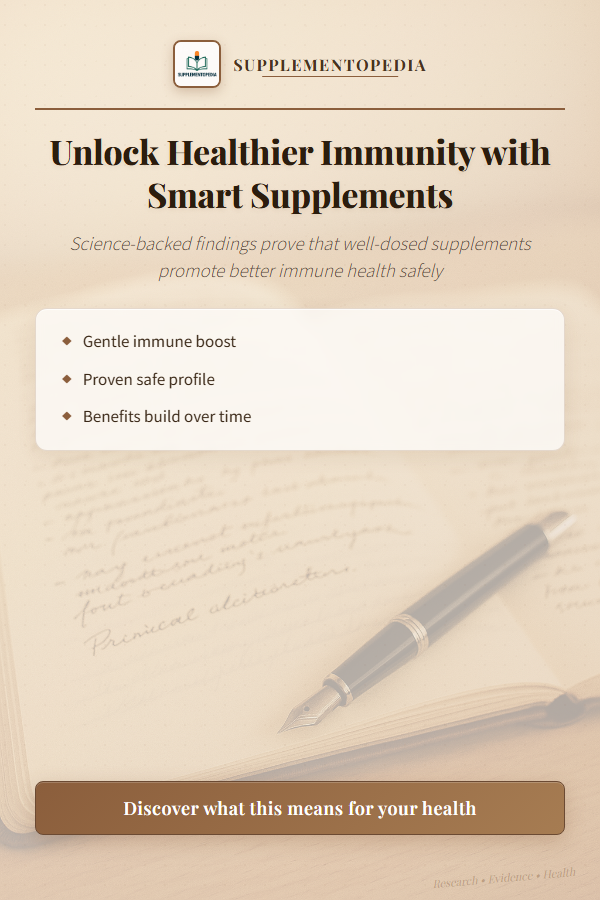 SUPPLEMENTOPEDIA
SUPPLEMENTOPEDIA
Unlock Healthier Immunity with
Smart Supplements
Science-backed findings prove that well-dosed supplements
promote better immune health safely
Gentle immune boost
Proven safe profile
Benefits build over time
Discover what this means for your health
Research • Evidence • Health